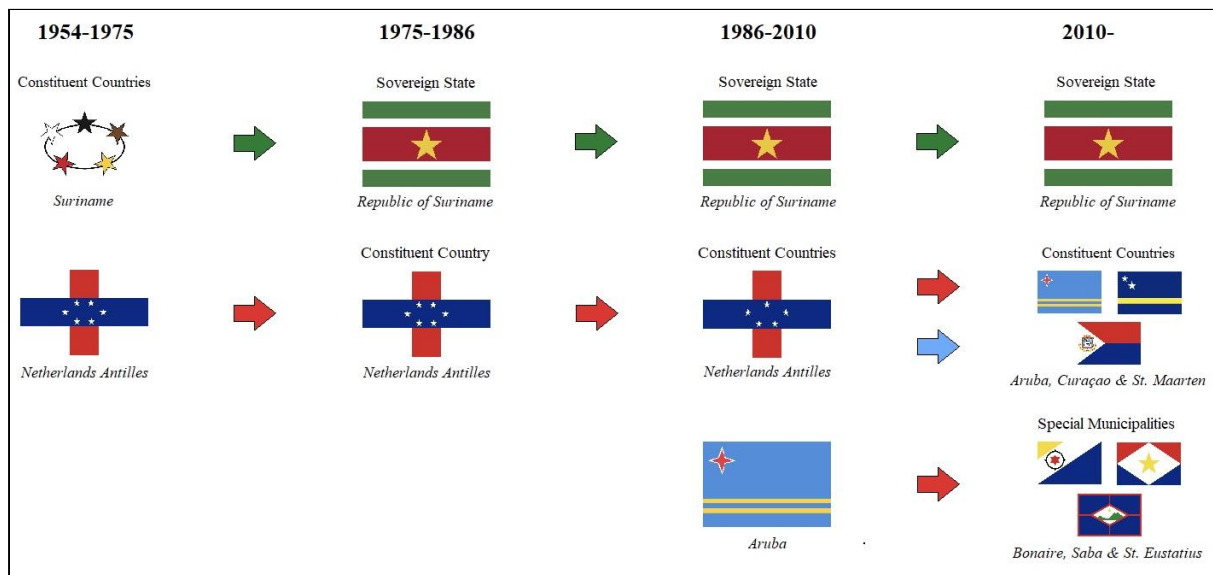 1954-1975
1975-1986
1986-2010
2010-
Constituent Countries
Sovereign State
Sovereign State
Sovereign State
Suriname
Republic of Suriname
Republic of Suriname
Republic of Suriname
Constituent Country
Constituent Countries
Constituent Countries
Netherlands Antilles
Netherlands Antilles
Netherlands Antilles
Aruba, Curaçao & St. Maarten
Special Municipalities
Aruba
Bonaire, Saba & St. Eustatius